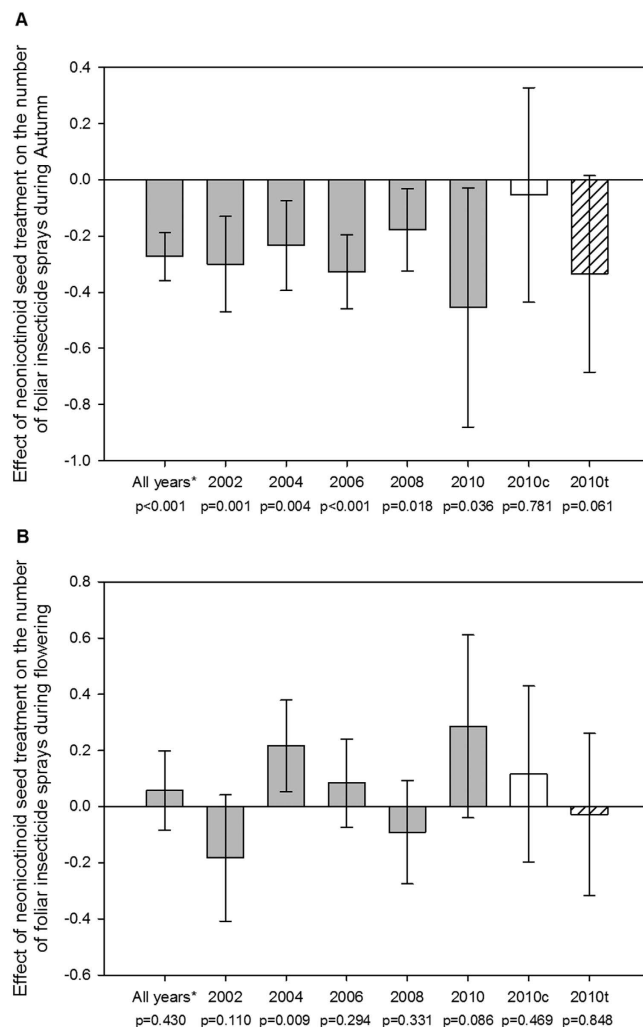 A
Effect of neonicotinoid seed treatment on the number
of foliar insecticide sprays during Autumn
0.4
0.2
0.0
-0.2
-0.4
-0.6
-0.8
-1.0
All years* 2002 2004 2006 2008 2010 2010c 2010t
p<0.001 p=0.001 p=0.004 p<0.001 p=0.018 p=0.036 p=0.781 p=0.061
B
Effect of neonicotinoid seed treatment on the number
of foliar insecticide sprays during flowering
0.8
0.6
0.4
0.2
0.0
-0.2
-0.4
-0.6
All years* 2002 2004 2006 2008 2010 2010c 2010t
p=0.430 p=0.110 p=0.009 p=0.294 p=0.331 p=0.086 p=0.469 p=0.848